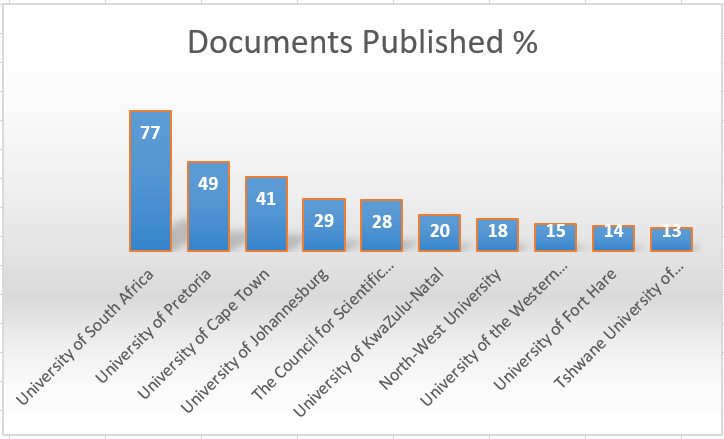 Documents Published %
77
49
41
29
28
20
18
15
14
13
University of South Africa
University of Pretoria
University of Cape Town
University of Johannesburg
The Council for Scientific...
University of KwaZulu-Natal
North-West University
University of the Western...
University of Fort Hare
Tshwane University of...